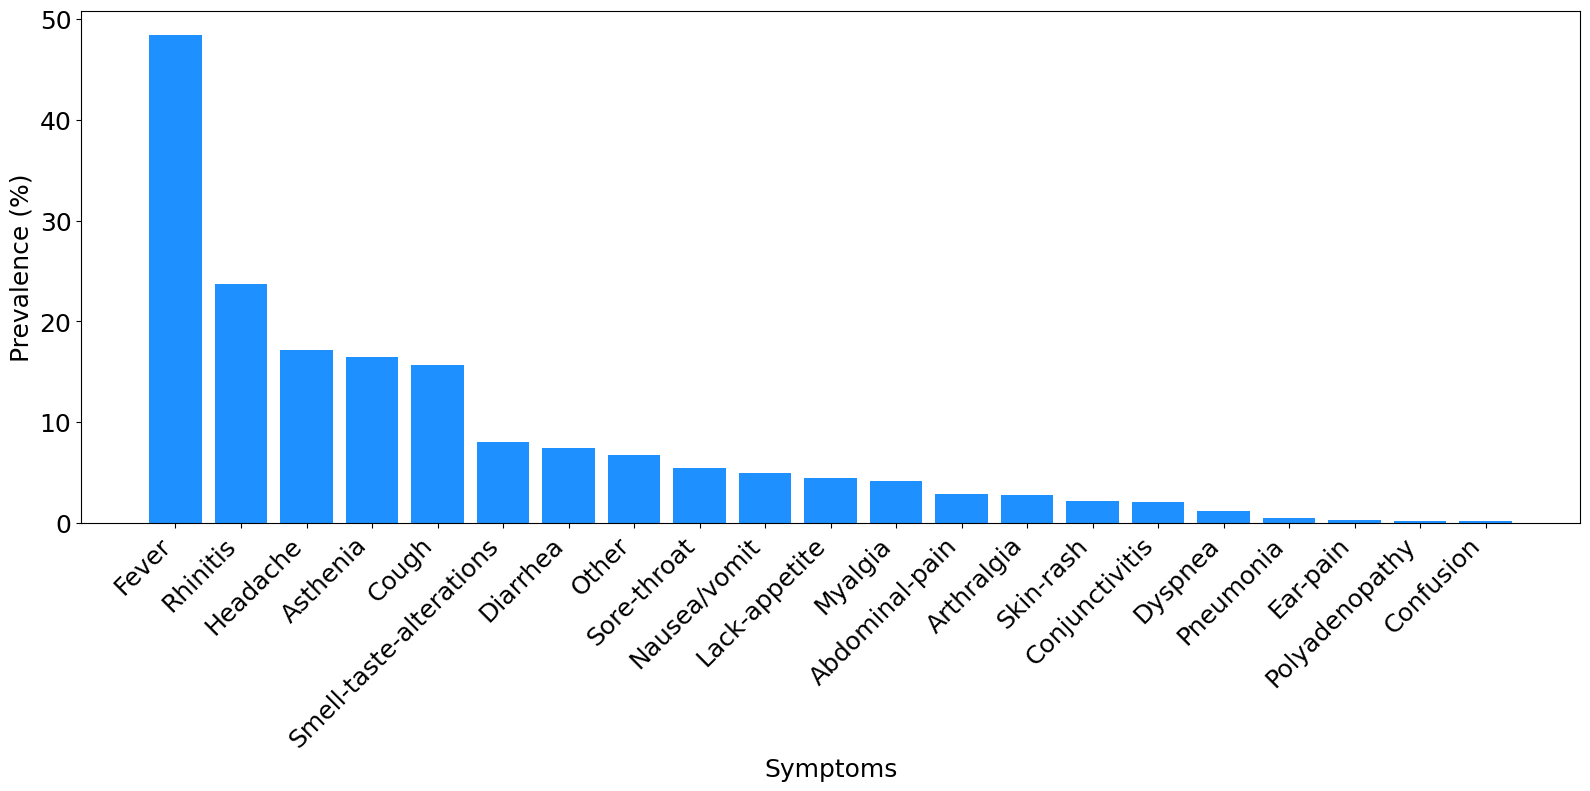 Prevalence (%)
50
40
30
20
10
0
Fever
Rhinitis
Headache
Asthenia
Cough
Smell-taste-alterations
Diarrhea
Other
Sore-throat
Nausea/vomit
Lack-appetite
Myalgia
Abdominal-pain
Arthralgia
Skin-rash
Conjunctivitis
Dyspnea
Pneumonia
Ear-pain
Polyadenopathy
Confusion
Symptoms